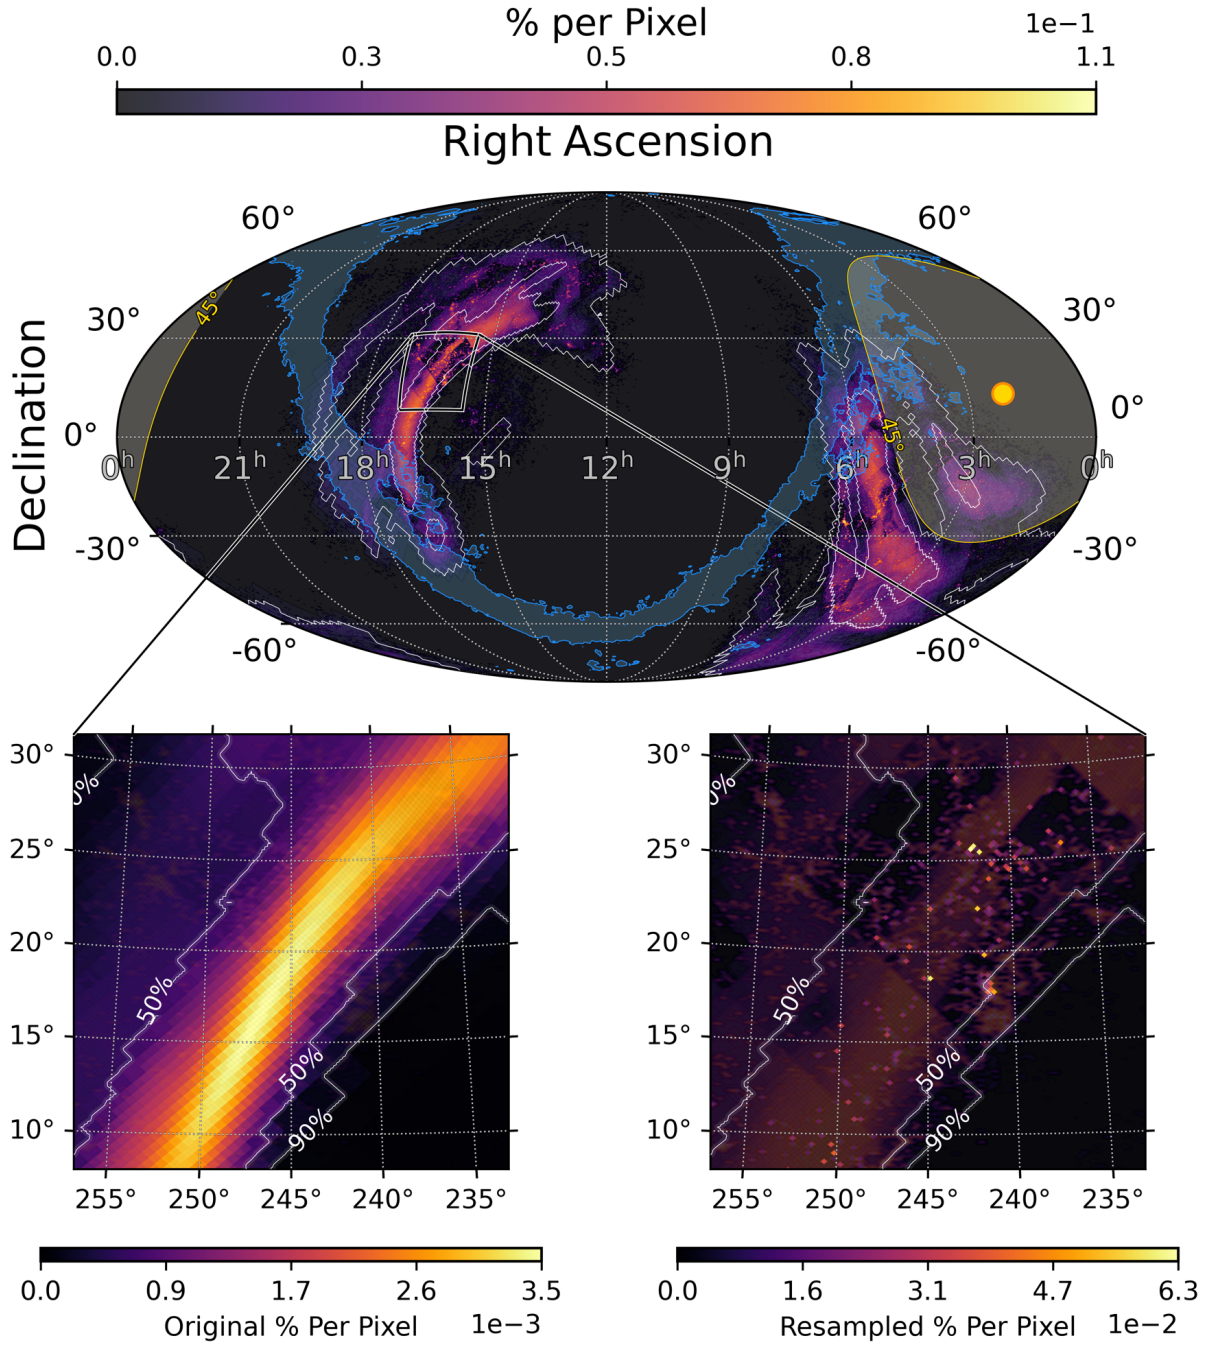 % per Pixel
1e−1
0.0 0.3 0.5 0.8 1.1
Right Ascension
60° 60°
30° 30°
45°
Declination
0° 0°
45°
0h 21h 18h 15h 12h 9h 6h 3h 0h
-30° -30°
-60° -60°
30°
25°
20°
15°
10°
0%
50%
50%
90%
255° 250° 245° 240° 235°
0.0 0.9 1.7 2.6 3.5
Original % Per Pixel 1e−3
30°
25°
20°
15°
10°
0%
50%
50%
90%
255° 250° 245° 240° 235°
0.0 1.6 3.1 4.7 6.3
Resampled % Per Pixel 1e−2